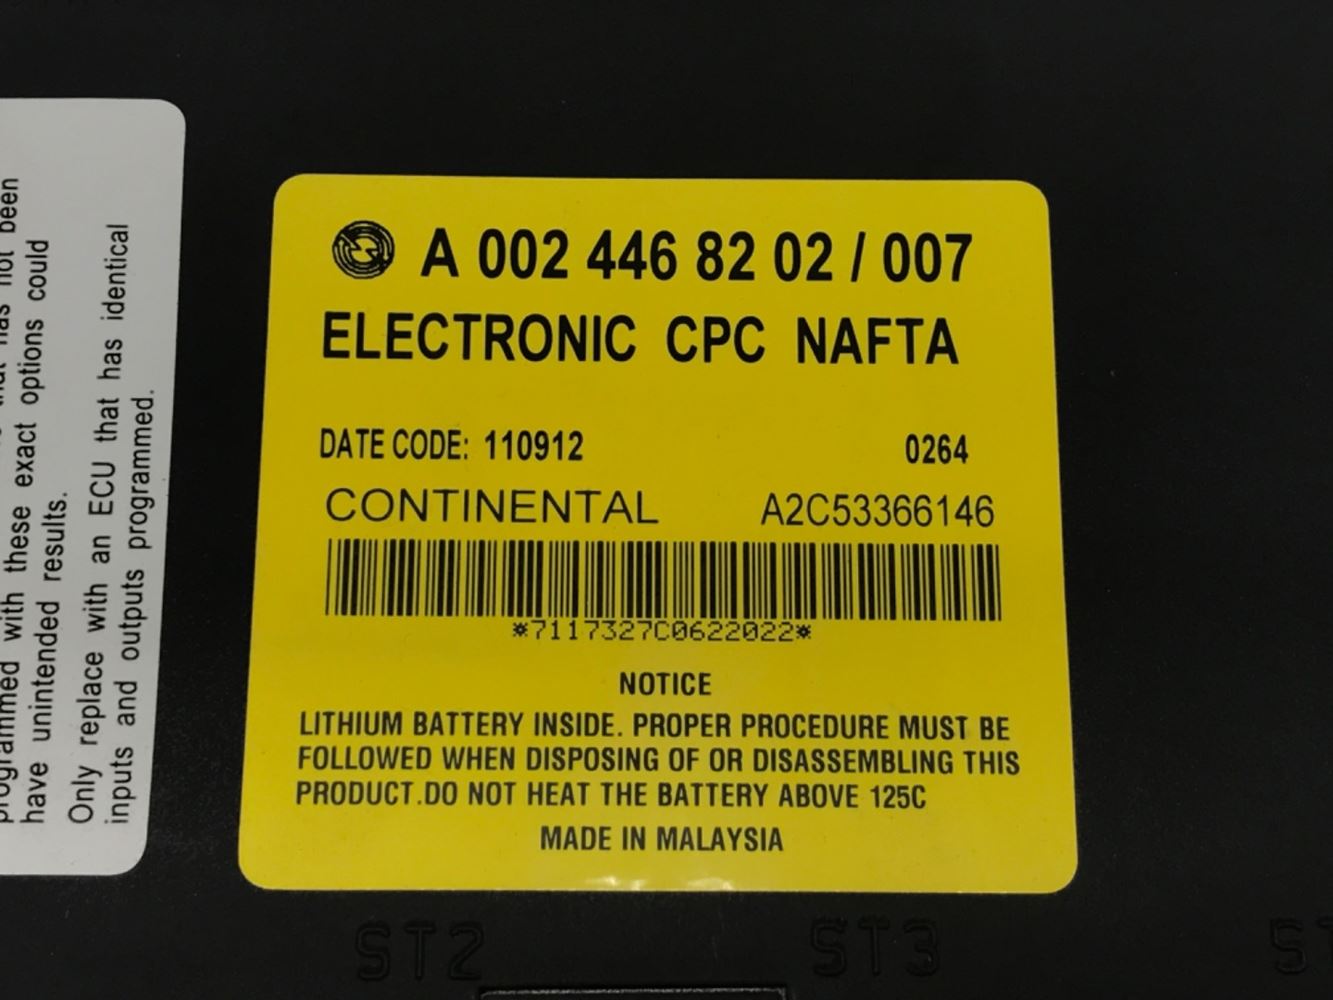 been
have unintended results.
Only replace with an ECU that has identical
inputs and outputs programmed.
with these exact options could
A 002 446 82 02 / 007
ELECTRONIC CPC NAFTA
DATE CODE: 110912 0264
CONTINENTAL A2C53366146
*7117327C0622022*
NOTICE
LITHIUM BATTERY INSIDE. PROPER PROCEDURE MUST BE
FOLLOWED WHEN DISPOSING OF OR DISASSEMBLING THIS
PRODUCT.DO NOT HEAT THE BATTERY ABOVE 125C
MADE IN MALAYSIA
ST2 ST3